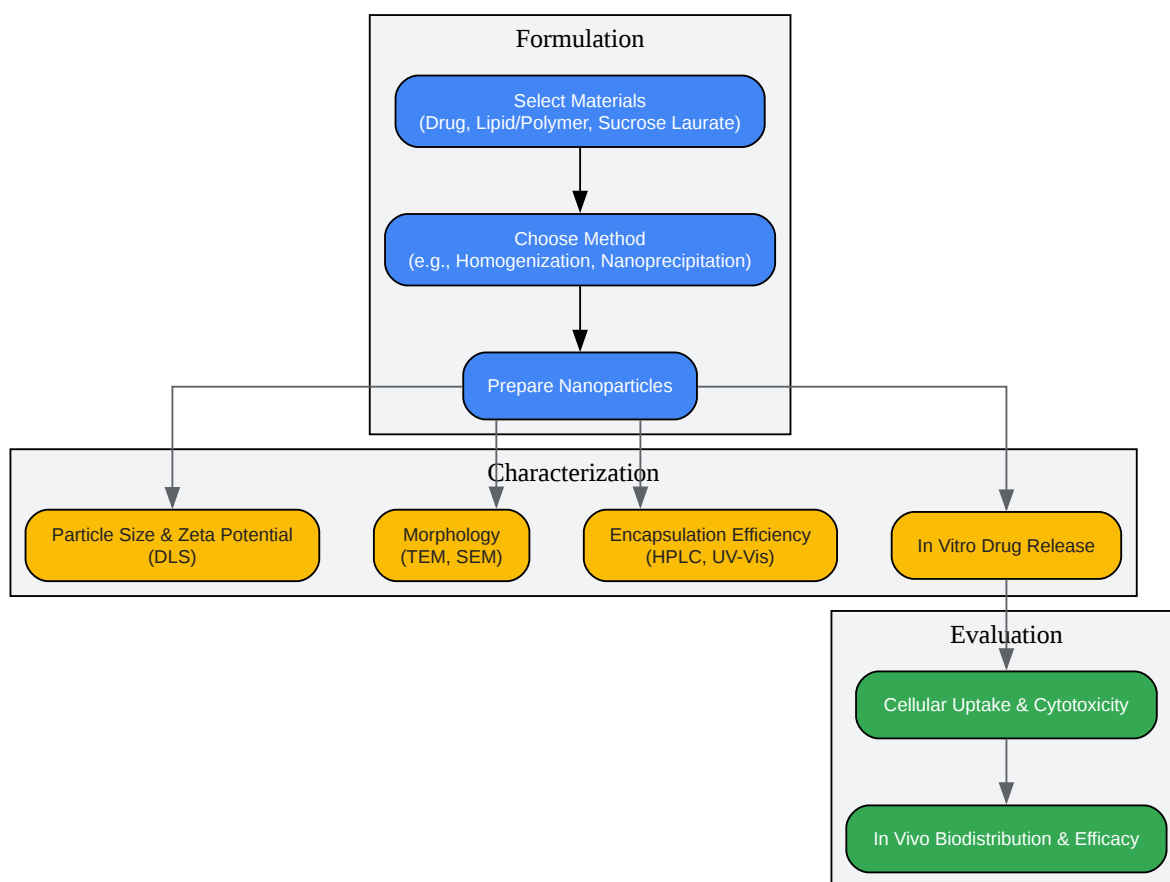 Formulation
Select Materials
(Drug, Lipid/Polymer, Sucrose Laurate)
Choose Method
(e.g., Homogenization, Nanoprecipitation)
Prepare Nanoparticles
Characterization
Particle Size & Zeta Potential
(DLS)
Morphology
(TEM, SEM)
Encapsulation Efficiency
(HPLC, UV-Vis)
In Vitro Drug Release
Evaluation
Cellular Uptake & Cytotoxicity
In Vivo Biodistribution & Efficacy